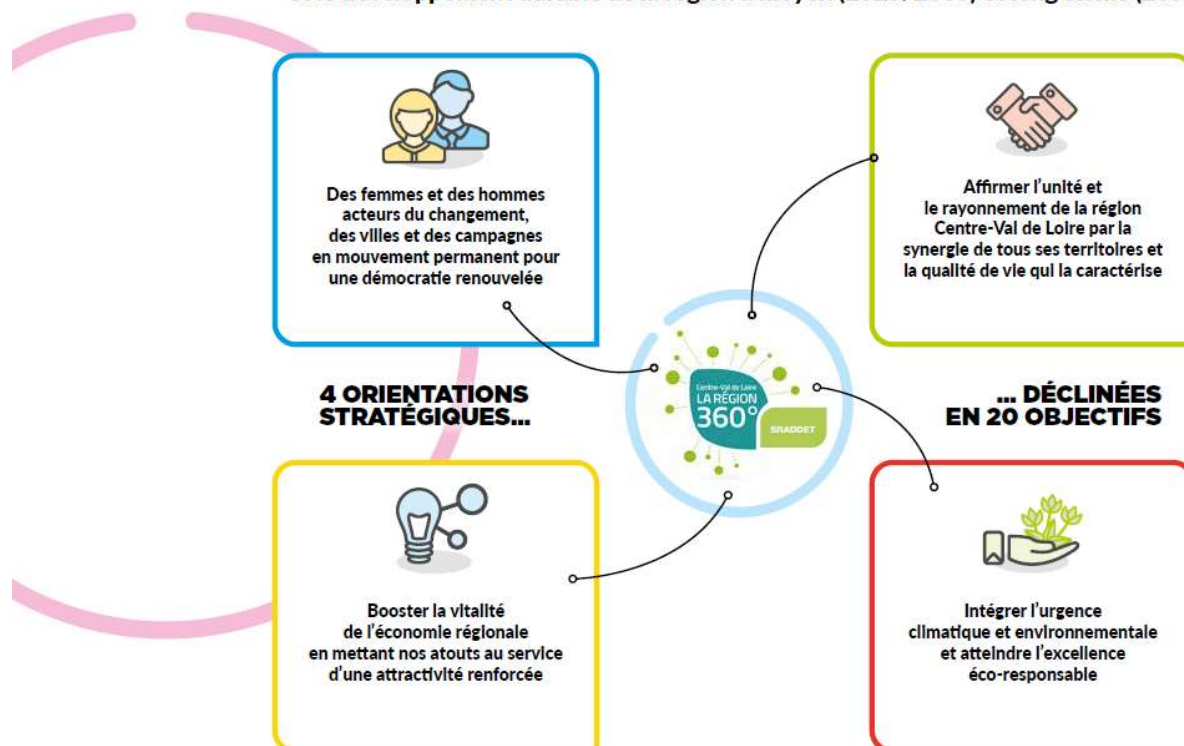 Des femmes et des hommes
acteurs du changement,
des villes et des campagnes
en mouvement permanent pour
une démocratie renouvelée
Affirmer l'unité et
le rayonnement de la région
Centre-Val de Loire par la
synergie de tous ses territoires et
la qualité de vie qui la caractérise
4 ORIENTATIONS
STRATÉGIQUES...
Centre-Val de Loire
LA RÉGION
360°
SRADDET
... DÉCLINÉES
EN 20 OBJECTIFS
Booster la vitalité
de l'économie régionale
en mettant nos atouts au service
d'une attractivité renforcée
Intégrer l'urgence
climatique et environnementale
et atteindre l'excellence
éco-responsable